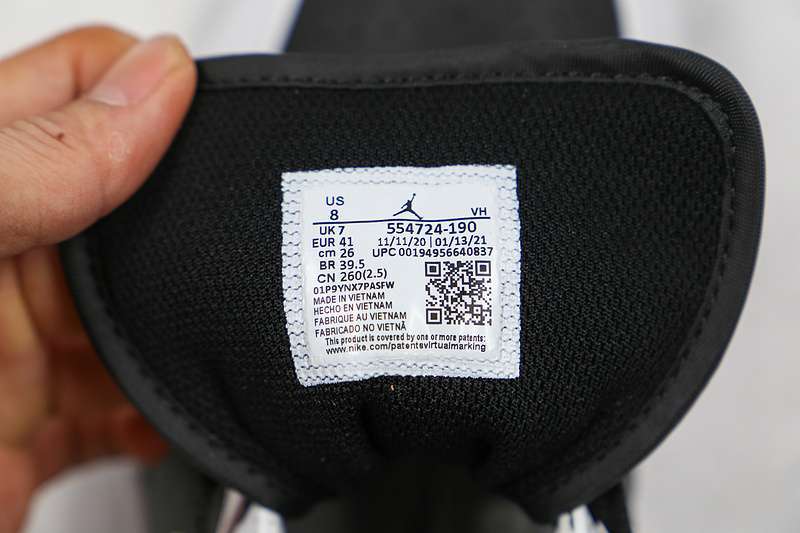 US
8
VH
UK 7
554724-190
EUR 41
11/11/20 | 01/13/21
cm 26
UPC 00194956640837
BR 39.5
CN 260(2.5)
01P9YNX7PASFW
MADE IN VIETNAM
HECHO EN VIETNAM
FABRIQUE AU VIETNAM
FABRICADO NO VIETNÃ
This product is covered by one or more patents:
www.nike.com/patentsvirtualmarking